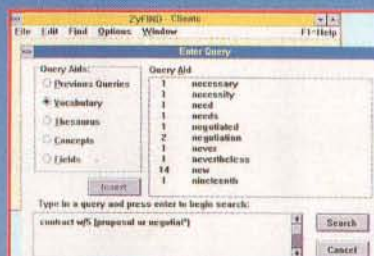 ZyFIND - Clients
File Edit Find Options Window F1=Help
Enter Query
Query Aids:
Previous Queries
Vocabulary
Thesaurus
Concepts
Fields
Insert
Query Aid
1 necessary
1 necessity
1 need
1 needs
1 negotiated
2 negotiation
1 never
1 nevertheless
14 new
1 nineteenth
Type in a query and press enter to begin search:
contract w/5 (proposal or negotiat*)
Search
Cancel